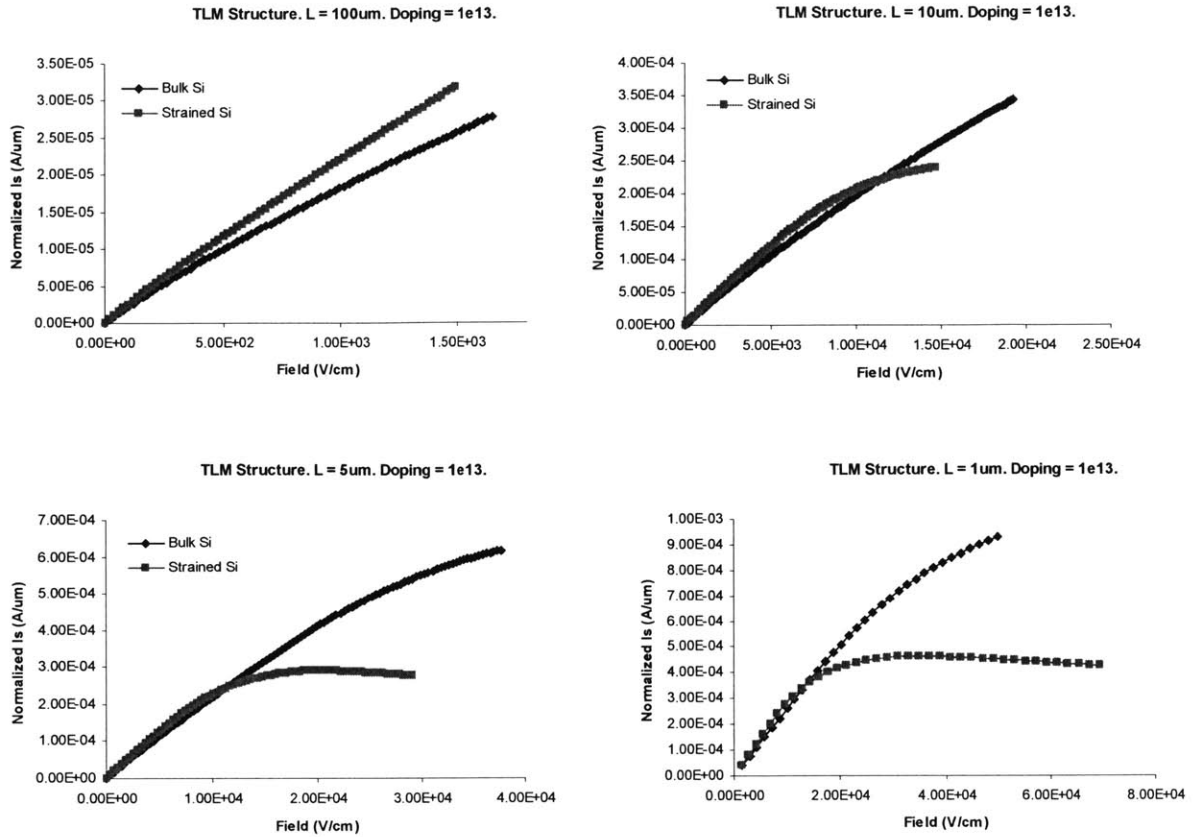 TLM Structure. L = 100um. Doping = 1e13.
Normalized Is (A/um)
3.50E-05
3.00E-05
2.50E-05
2.00E-05
1.50E-05
1.00E-05
5.00E-06
0.00E+00
Bulk Si
Strained Si
0.00E+00 5.00E+02 1.00E+03 1.50E+03
Field (V/cm)
TLM Structure. L = 10um. Doping = 1e13.
Normalized Is (A/um)
4.00E-04
3.50E-04
3.00E-04
2.50E-04
2.00E-04
1.50E-04
1.00E-04
5.00E-05
0.00E+00
Bulk Si
Strained Si
0.00E+00 5.00E+03 1.00E+04 1.50E+04 2.00E+04 2.50E+04
Field (V/cm)
TLM Structure. L = 5um. Doping = 1e13.
Normalized Is (A/um)
7.00E-04
6.00E-04
5.00E-04
4.00E-04
3.00E-04
2.00E-04
1.00E-04
0.00E+00
Bulk Si
Strained Si
0.00E+00 1.00E+04 2.00E+04 3.00E+04 4.00E+04
Field (V/cm)
TLM Structure. L = 1um. Doping = 1e13.
Normalized Is (A/um)
1.00E-03
9.00E-04
8.00E-04
7.00E-04
6.00E-04
5.00E-04
4.00E-04
3.00E-04
2.00E-04
1.00E-04
0.00E+00
0.00E+00 2.00E+04 4.00E+04 6.00E+04 8.00E+04
Field (V/cm)